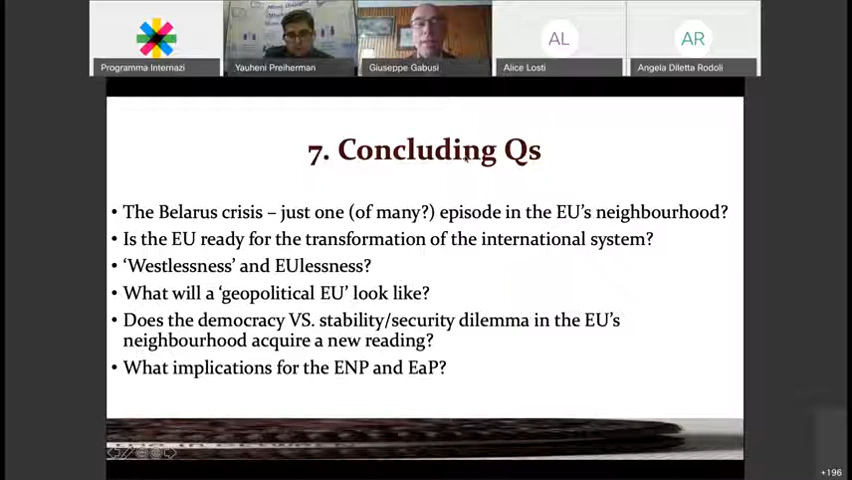 Programma Internazi
Yauheni Preiherman
Giuseppe Gabusi
AL
Alice Losti
AR
Angela Diletta Rodoli
7. Concluding Qs
• The Belarus crisis – just one (of many?) episode in the EU's neighbourhood?
• Is the EU ready for the transformation of the international system?
• 'Westlessness' and EUlessness?
• What will a 'geopolitical EU' look like?
• Does the democracy VS. stability/security dilemma in the EU's
neighbourhood acquire a new reading?
• What implications for the ENP and EaP?
+196